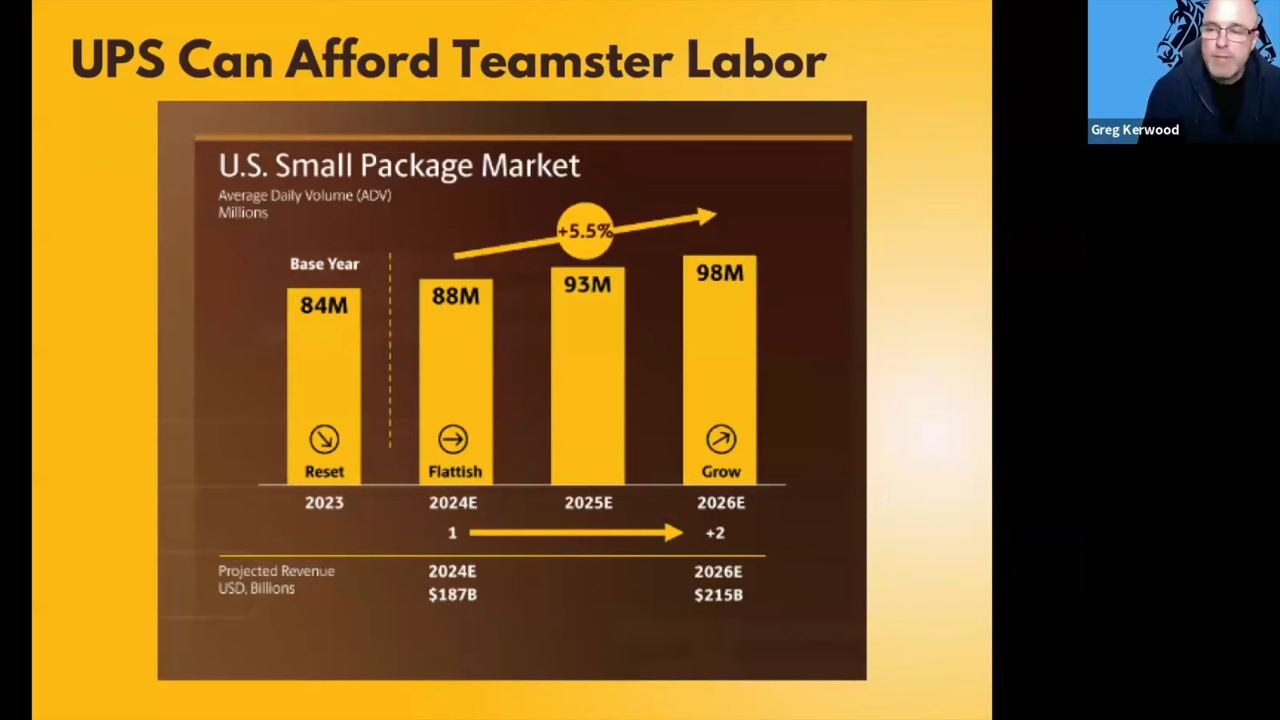 UPS Can Afford Teamster Labor
Greg Kerwood
U.S. Small Package Market
Average Daily Volume (ADV)
Millions
+5.5%
Base Year
84M
88M
93M
98M
Reset
Flattish
Grow
2023
2024E
2025E
2026E
1
+2
Projected Revenue
USD, Billions
2024E
$187B
2026E
$215B